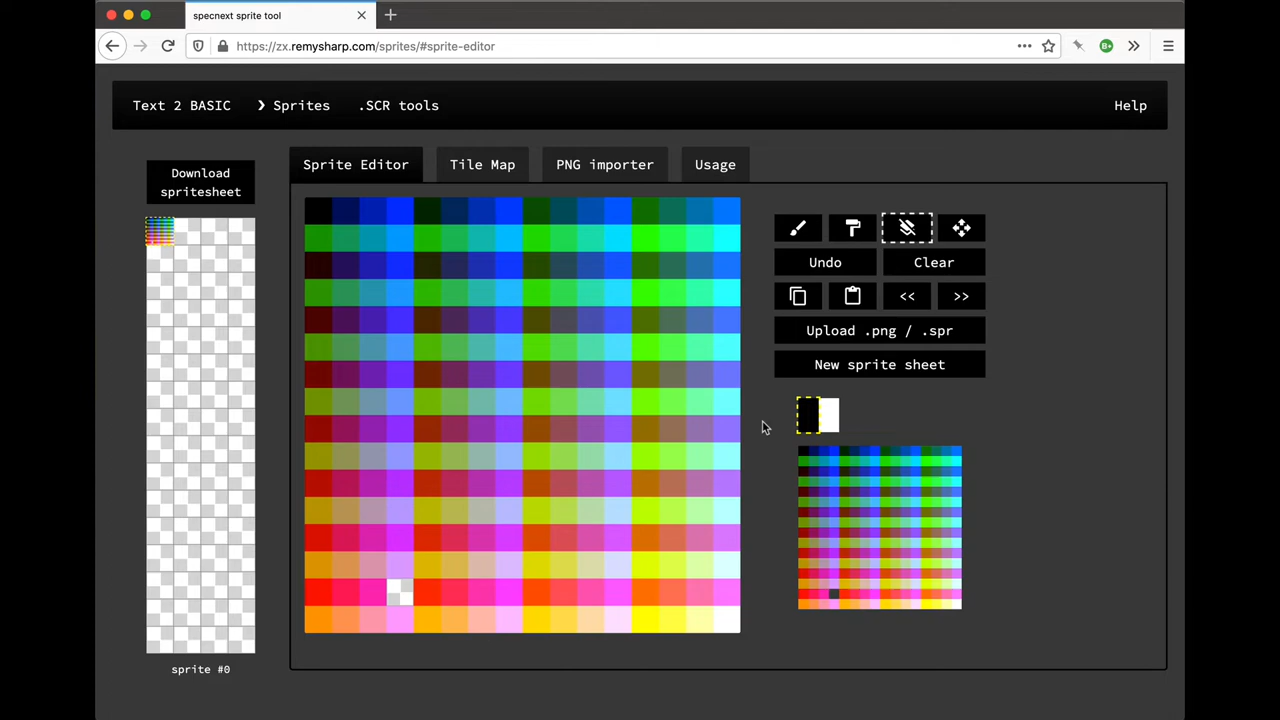 specnext sprite tool
https://zx.remysharp.com/sprites/#sprite-editor
Text 2 BASIC
❯ Sprites
.SCR tools
Help
Download
spritesheet
Sprite Editor
Tile Map
PNG importer
Usage
Undo
Clear
<<
>>
Upload .png / .spr
New sprite sheet
sprite #0